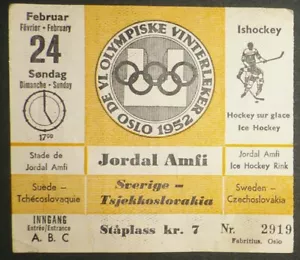 Februar
Février - February
24
Søndag
Dimanche - Sunday
17⁰⁰
DE VI. OLYMPISKE VINTERLEKER
OSLO 1952
Ishockey
Hockey sur glace
Ice Hockey
Stade de
Jordal Amfi
Jordal Amfi
Jordal Amfi
Ice Hockey Rink
Suède –
Tchécoslovaquie
Sverige –
Tsjekkoslovakia
Sweden –
Czechoslovakia
INNGANG
Entrée/Entrance
A. B. C
Ståplass kr. 7
Nr. 2919
Fabritius. Oslo